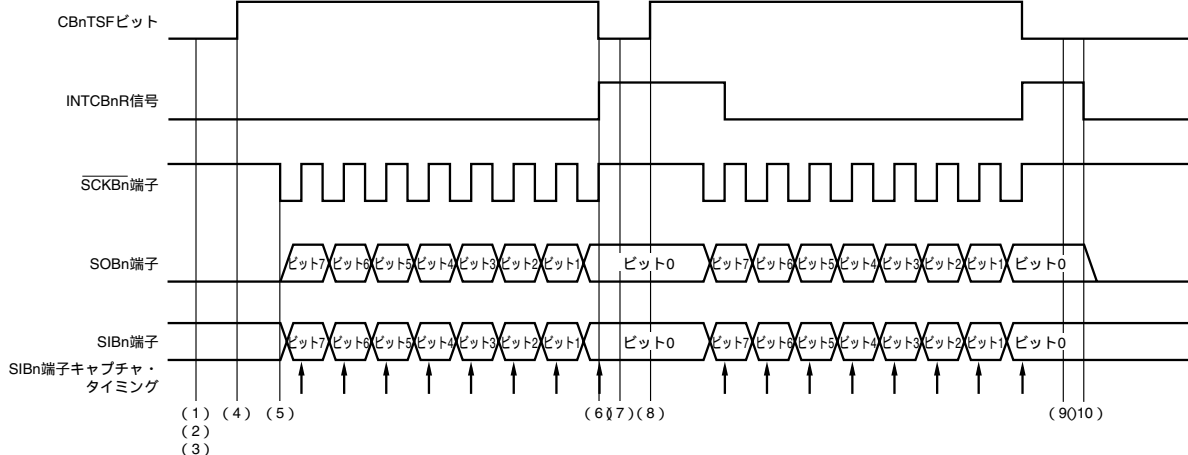 CBnTSFビット
INTCBnR信号
SCKBn端子
SOBn端子
ビット7 ビット6 ビット5 ビット4 ビット3 ビット2 ビット1 ビット0 ビット7 ビット6 ビット5 ビット4 ビット3 ビット2 ビット1 ビット0
SIBn端子
ビット7 ビット6 ビット5 ビット4 ビット3 ビット2 ビット1 ビット0 ビット7 ビット6 ビット5 ビット4 ビット3 ビット2 ビット1 ビット0
SIBn端子キャプチャ・
タイミング
(1) (4) (5) (6)(7)(8) (9)(10)
(2)
(3)